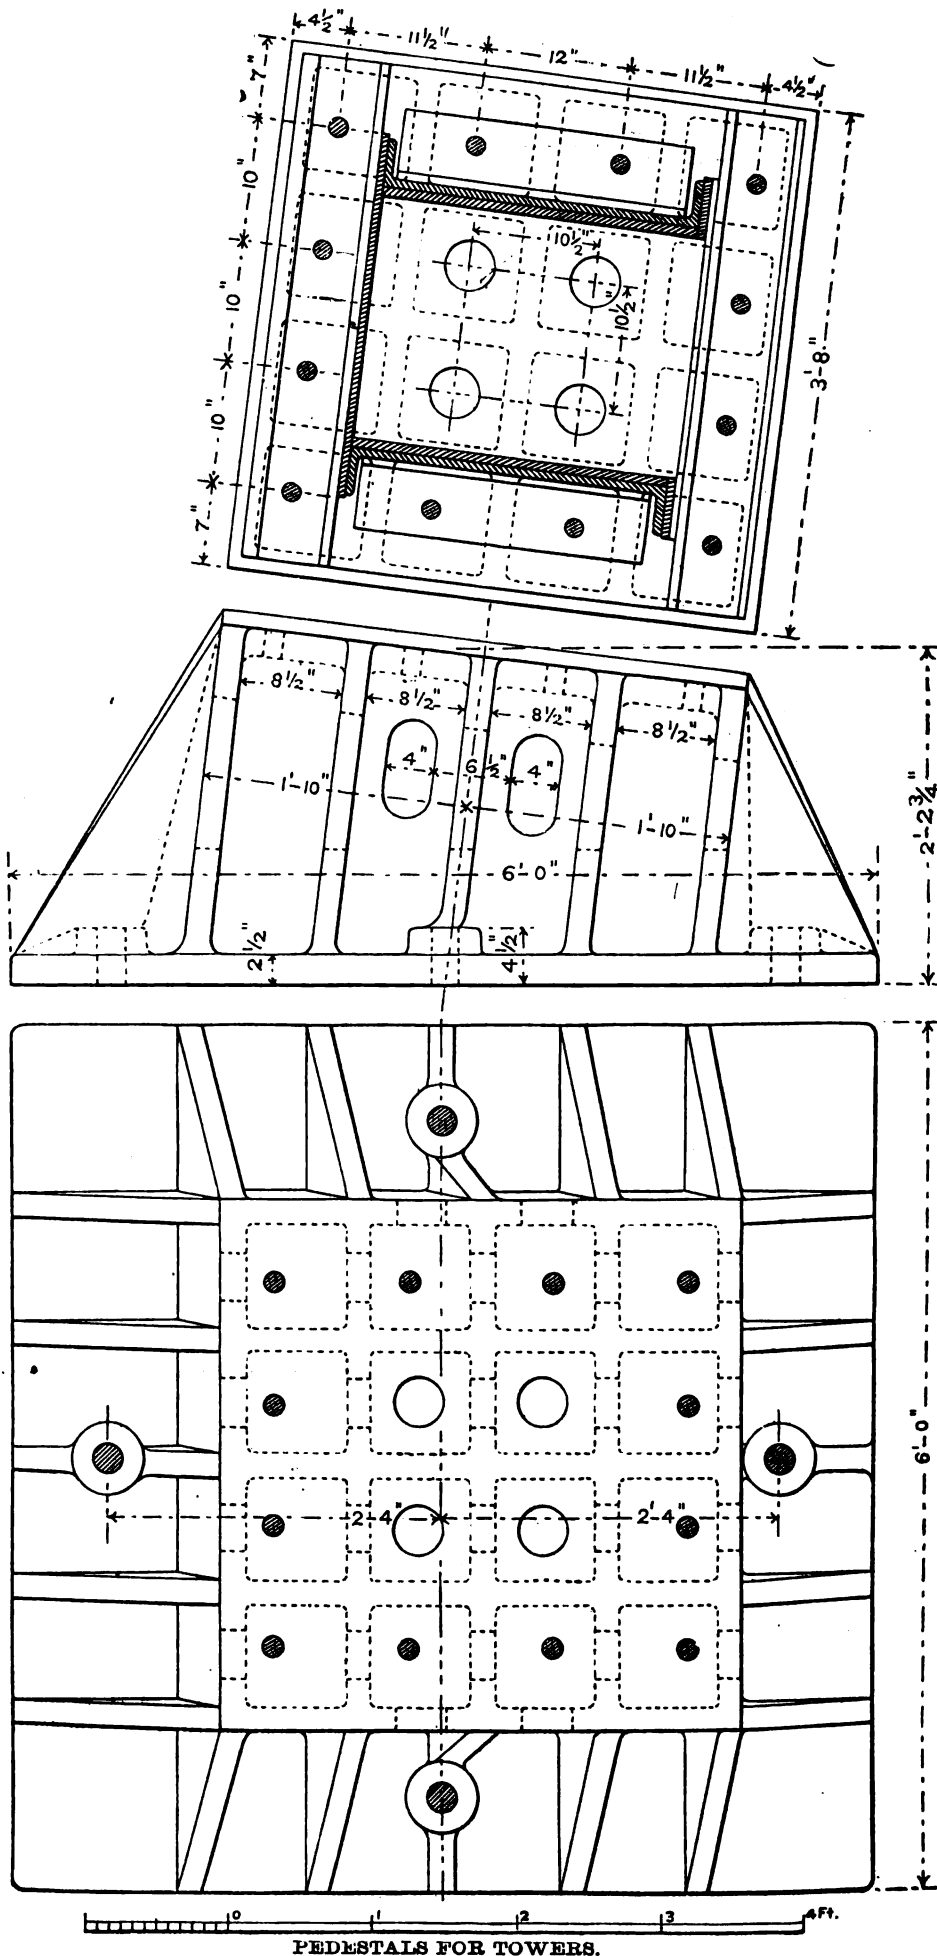 4½" 11½" 12" 11½" 4½"
7"
10"
10"
10"
7"
10½"
10½"
3'-8"
8½" 8½" 8½" 8½"
4" 6½" 4"
1'-10" 1'-10"
6'-0"
2½" 4½"
2'-2¾"
2'4" 2'4"
6'-0"
0 1 2 3 4Ft.
PEDESTALS FOR TOWERS.